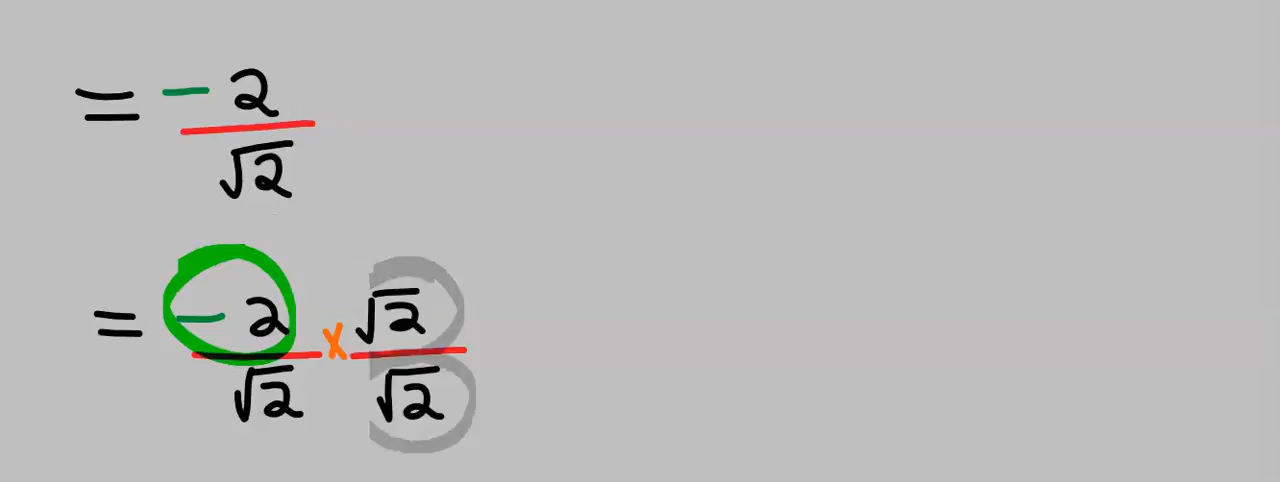 = - 2 / √2
= - 2 / √2 x √2 / √2